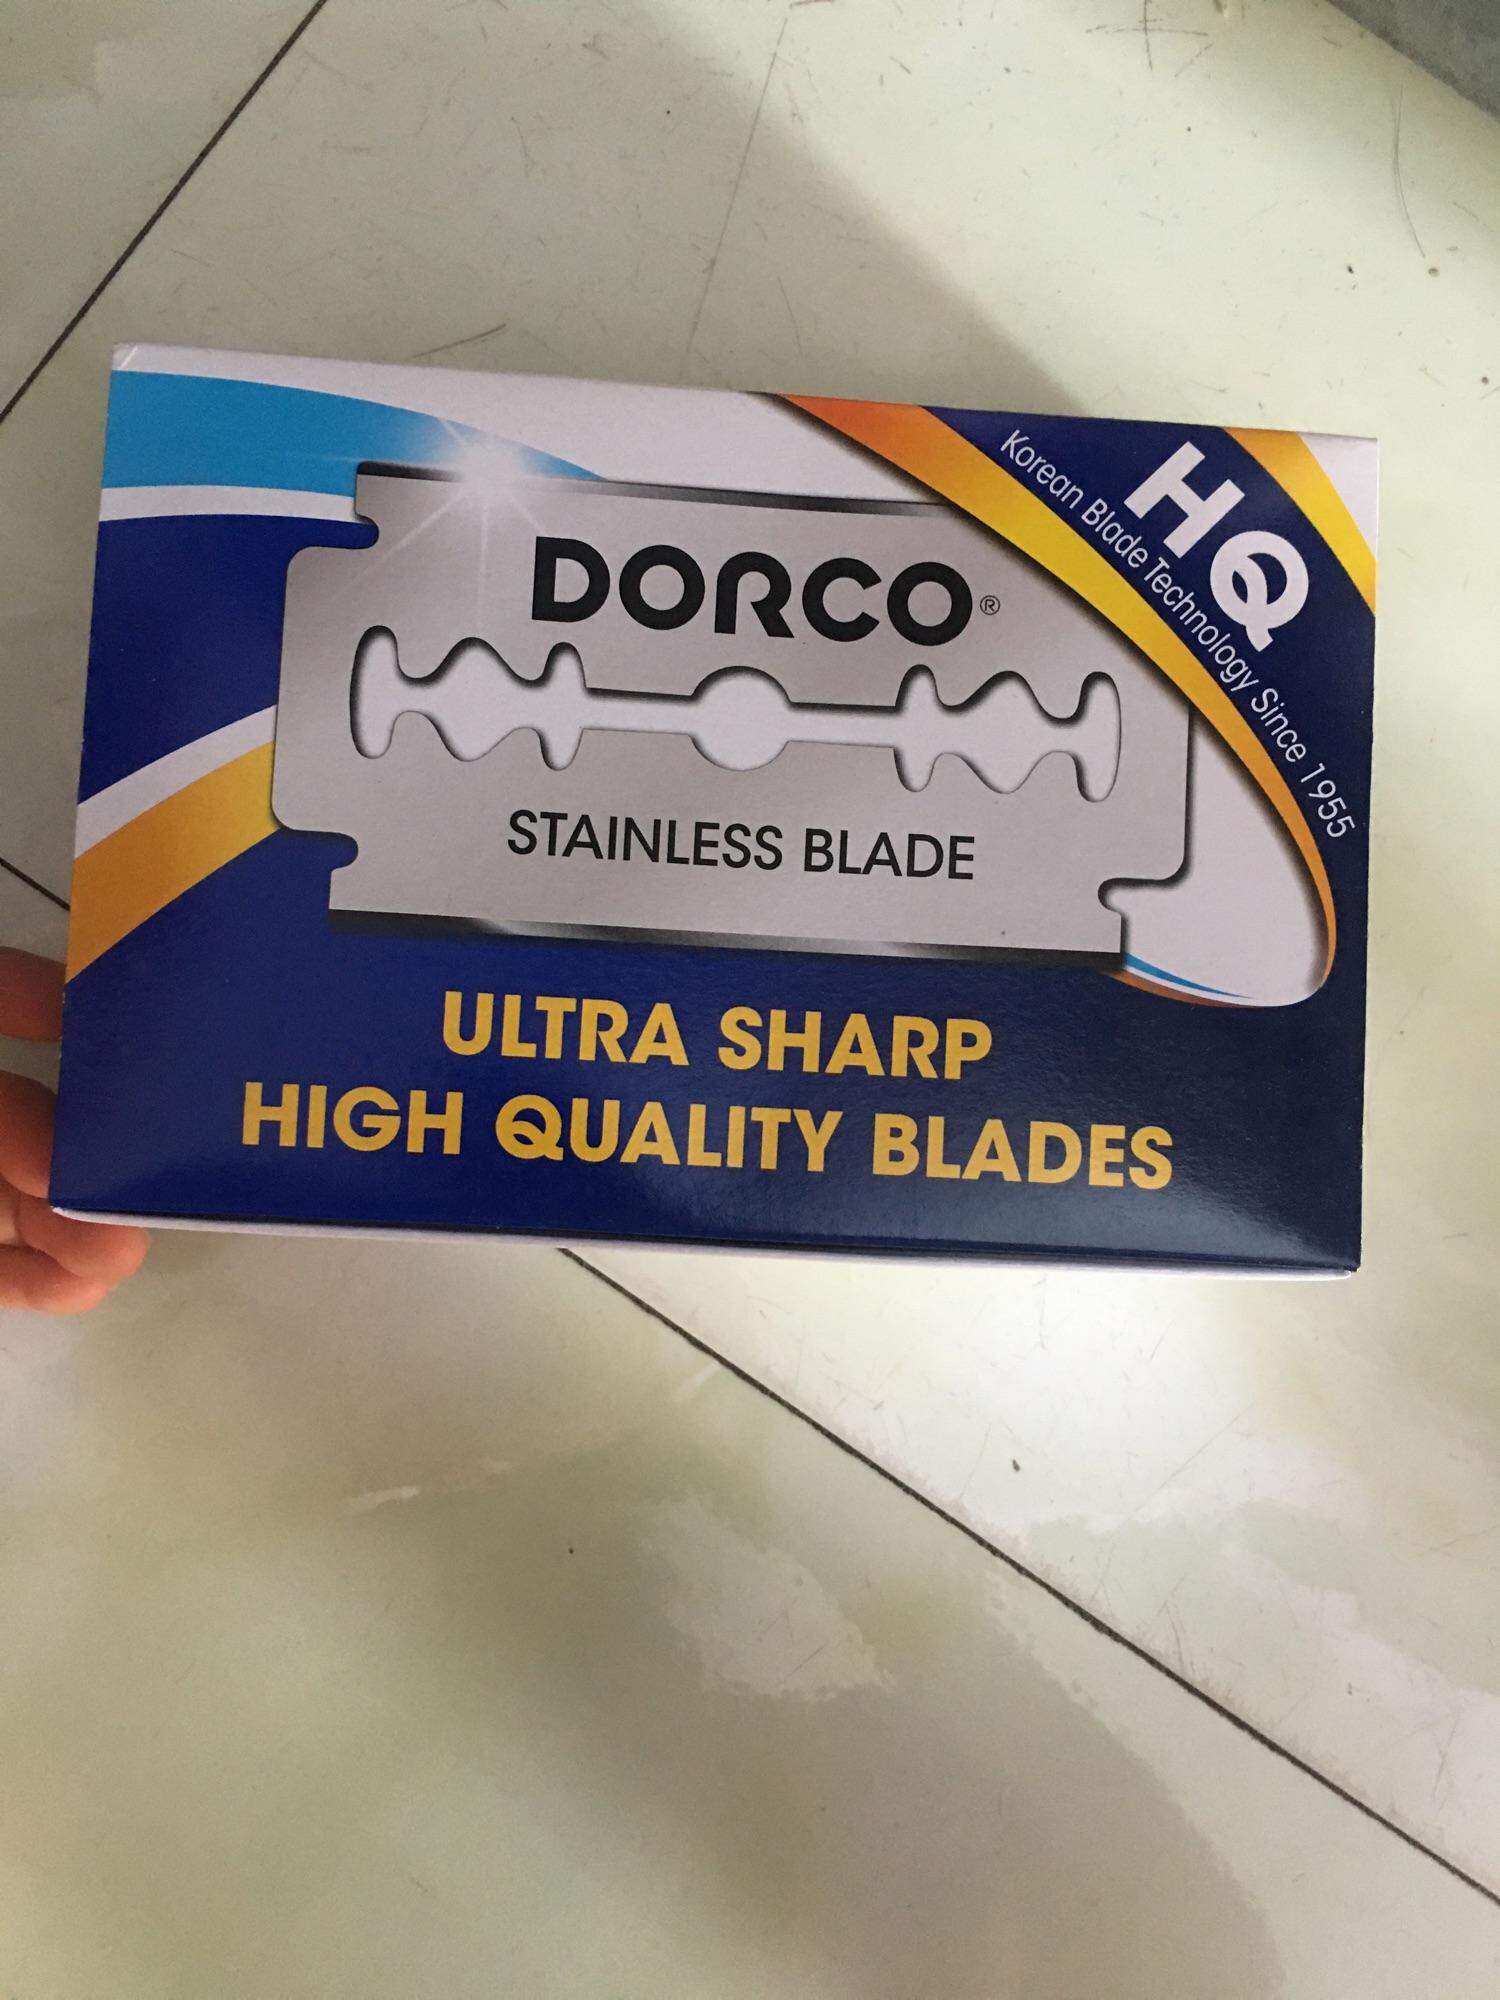 HQ
Korean Blade Technology Since 1955
DORCO®
STAINLESS BLADE
ULTRA SHARP
HIGH QUALITY BLADES